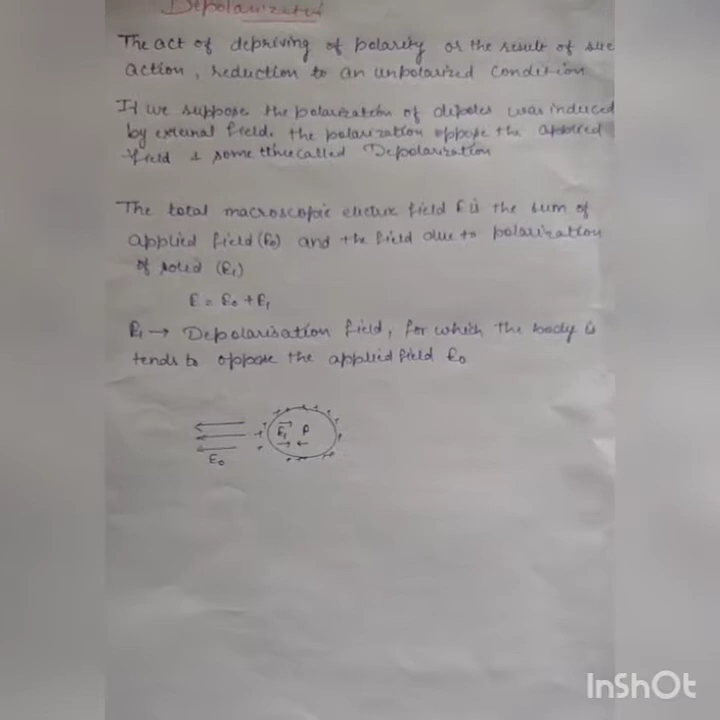 Depolarization
The act of depriving of polarity or the result of suc
action, reduction to an unpolarized condition
If we suppose the polarization of dipoles was induced
by external field. the polarization oppose the applied
field & some time called Depolarization
The total macroscopic electric field E is the sum of
applied field (E₀) and the field due to polarization
of solid (E₁)
E = E₀ + E₁
E₁ → Depolarisation field, for which the body is
tends to oppose the applied field E₀
E₁ P
E₀
InShOt